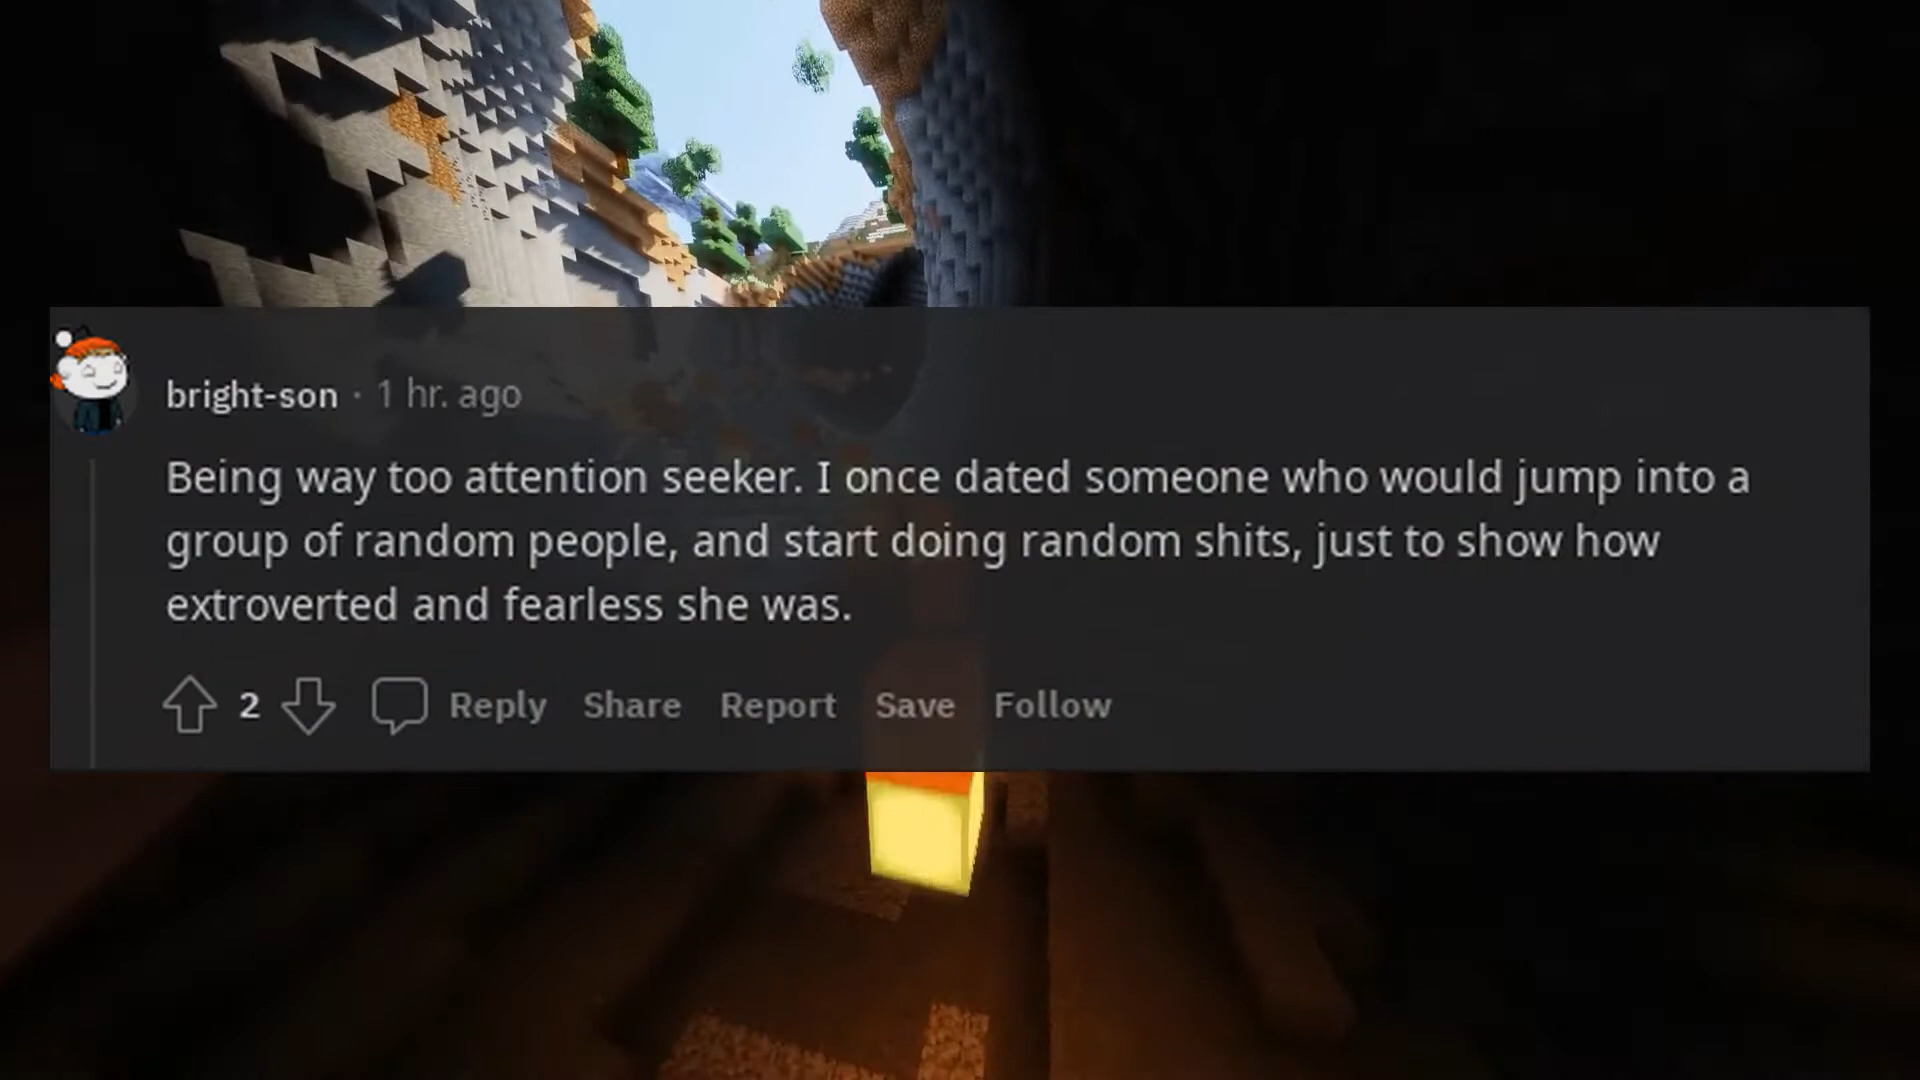 bright-son · 1 hr. ago
Being way too attention seeker. I once dated someone who would jump into a
group of random people, and start doing random shits, just to show how
extroverted and fearless she was.
2 Reply Share Report Save Follow